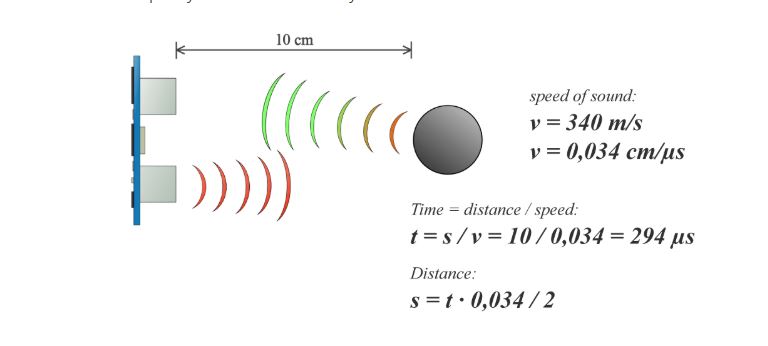 10 cm
speed of sound:
v = 340 m/s
v = 0,034 cm/µs
Time = distance / speed:
t = s / v = 10 / 0,034 = 294 µs
Distance:
s = t · 0,034 / 2